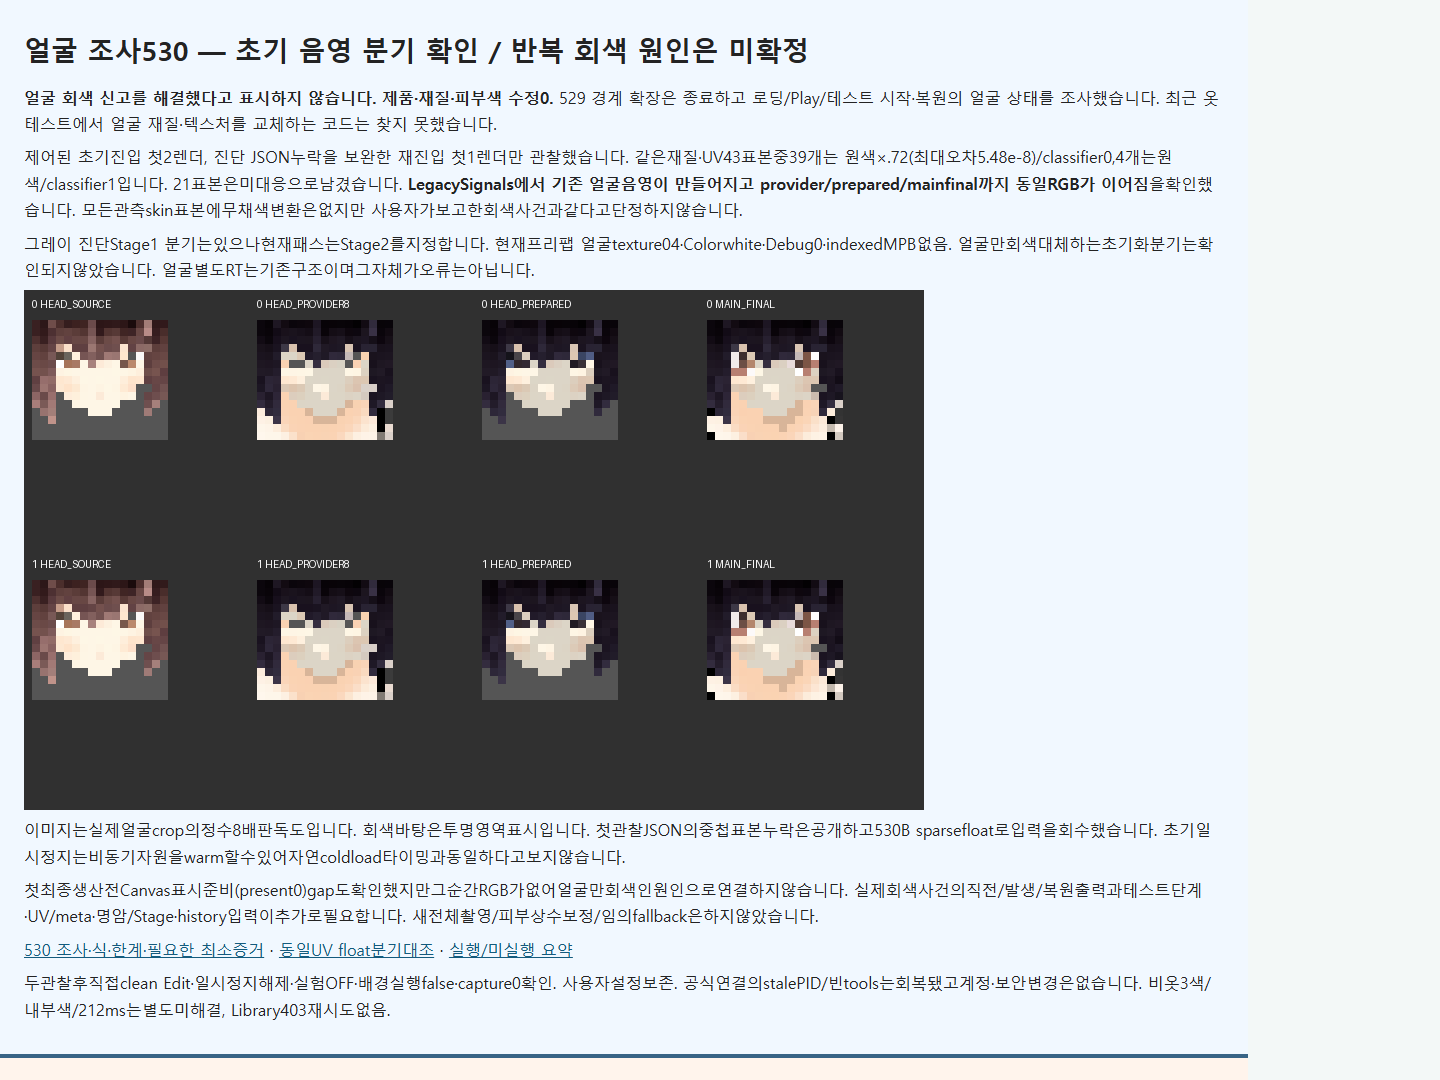 얼굴 조사530 — 초기 음영 분기 확인 / 반복 회색 원인은 미확정
얼굴 회색 신고를 해결했다고 표시하지 않습니다. 제품·재질·피부색 수정0. 529 경계 확장은 종료하고 로딩/Play/테스트 시작·복원의 얼굴 상태를 조사했습니다. 최근 옷
테스트에서 얼굴 재질·텍스처를 교체하는 코드는 찾지 못했습니다.
제어된 초기진입 첫2렌더, 진단 JSON누락을 보완한 재진입 첫1렌더만 관찰했습니다. 같은재질·UV43표본중39개는 원색×.72(최대오차5.48e-8)/classifier0,4개는원
색/classifier1입니다. 21표본은미대응으로남겼습니다. LegacySignals에서 기존 얼굴음영이 만들어지고 provider/prepared/mainfinal까지 동일RGB가 이어짐을확인했
습니다. 모든관측skin표본에무채색변환은없지만 사용자가보고한회색사건과같다고단정하지않습니다.
그레이 진단Stage1 분기는있으나현재패스는Stage2를지정합니다. 현재프리팹 얼굴texture04·Colorwhite·Debug0·indexedMPB없음. 얼굴만회색대체하는초기화분기는확
인되지않았습니다. 얼굴별도RT는기존구조이며그자체가오류는아닙니다.
0 HEAD_SOURCE
0 HEAD_PROVIDER8
0 HEAD_PREPARED
0 MAIN_FINAL
1 HEAD_SOURCE
1 HEAD_PROVIDER8
1 HEAD_PREPARED
1 MAIN_FINAL
이미지는실제얼굴crop의정수8배판독도입니다. 회색바탕은투명영역표시입니다. 첫관찰JSON의중첩표본누락은공개하고530B sparsefloat로입력을회수했습니다. 초기일
시정지는비동기자원을warm할수있어자연coldload타이밍과동일하다고보지않습니다.
첫최종생산전Canvas표시준비(present0)gap도확인했지만그순간RGB가없어얼굴만회색인원인으로연결하지않습니다. 실제회색사건의직전/발생/복원출력과테스트단계
·UV/meta·명암/Stage·history입력이추가로필요합니다. 새전체촬영/피부상수보정/임의fallback은하지않았습니다.
530 조사·식·한계·필요한 최소증거 · 동일UV float분기대조 · 실행/미실행 요약
두관찰후직접clean Edit·일시정지해제·실험OFF·배경실행false·capture0확인. 사용자설정보존. 공식연결의stalePID/빈tools는회복됐고계정·보안변경은없습니다. 비옷3색/
내부색/212ms는별도미해결, Library403재시도없음.